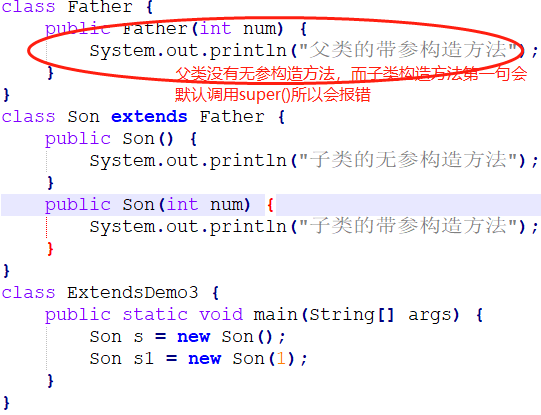 class Father {
    public Father(int num) {
        System.out.println("父类的带参构造方法");
    }
父类没有无参构造方法，而子类构造方法第一句会
默认调用super()所以会报错
}
class Son extends Father {
    public Son() {
        System.out.println("子类的无参构造方法");
    }
    public Son(int num) {
        System.out.println("子类的带参构造方法");
    }
}
class ExtendsDemo3 {
    public static void main(String[] args) {
        Son s = new Son();
        Son s1 = new Son(1);
    }
}